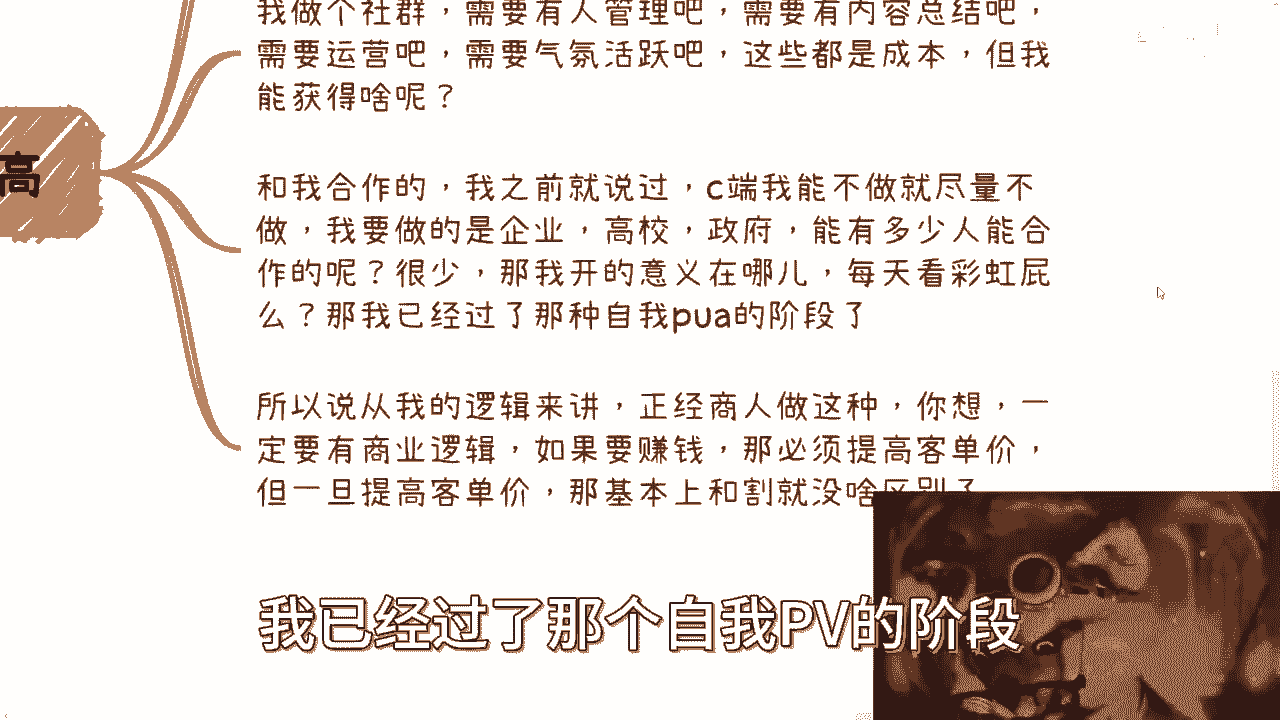 我做个社群，需要有人管理吧，需要有内容总结吧，
需要运营吧，需要气氛活跃吧，这些都是成本，但我
能获得啥呢？
高
和我合作的，我之前就说过，c端我能不做就尽量不
做，我要做的是企业，高校，政府，能有多少人能合
作的呢？很少，那我开的意义在哪儿，每天看彩虹屁
么？那我已经过了那种自我pua的阶段了
所以说从我的逻辑来讲，正经商人做这种，你想，一
定要有商业逻辑，如果要赚钱，那必须提高客单价，
但一旦提高客单价，那基本上和割就没啥区别了
我已经过了那个自我PV的阶段